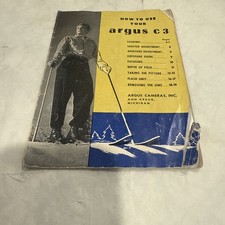 HOW TO USE
YOUR
argus c3
LOADING
SHUTTER ADJUSTMENT
APERTURE ADJUSTMENT
EXPOSURE GUIDE
FOCUSING
DEPTH OF FIELD
TAKING THE PICTURE
FLASH UNIT
REMOVING THE LENS
ARGUS CAMERAS, INC.
ANN ARBOR,
MICHIGAN